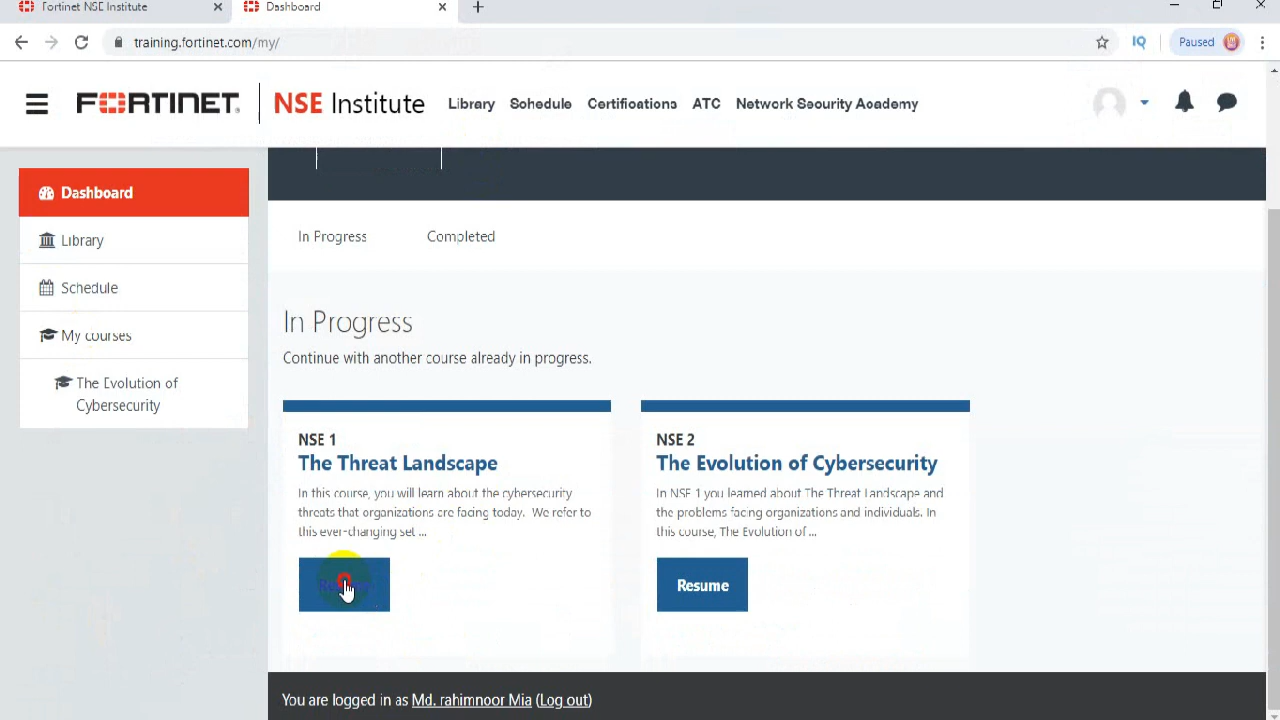 Fortinet NSE Institute
Dashboard
training.fortinet.com/my/
IQ
Paused
FORTINET
NSE Institute
Library
Schedule
Certifications
ATC
Network Security Academy
Dashboard
Library
Schedule
My courses
The Evolution of
Cybersecurity
In Progress
Completed
In Progress
Continue with another course already in progress.
NSE 1
The Threat Landscape
In this course, you will learn about the cybersecurity
threats that organizations are facing today. We refer to
this ever-changing set ...
NSE 2
The Evolution of Cybersecurity
In NSE 1 you learned about The Threat Landscape and
the problems facing organizations and individuals. In
this course, The Evolution of ...
Resume
You are logged in as Md. rahimnoor Mia (Log out)